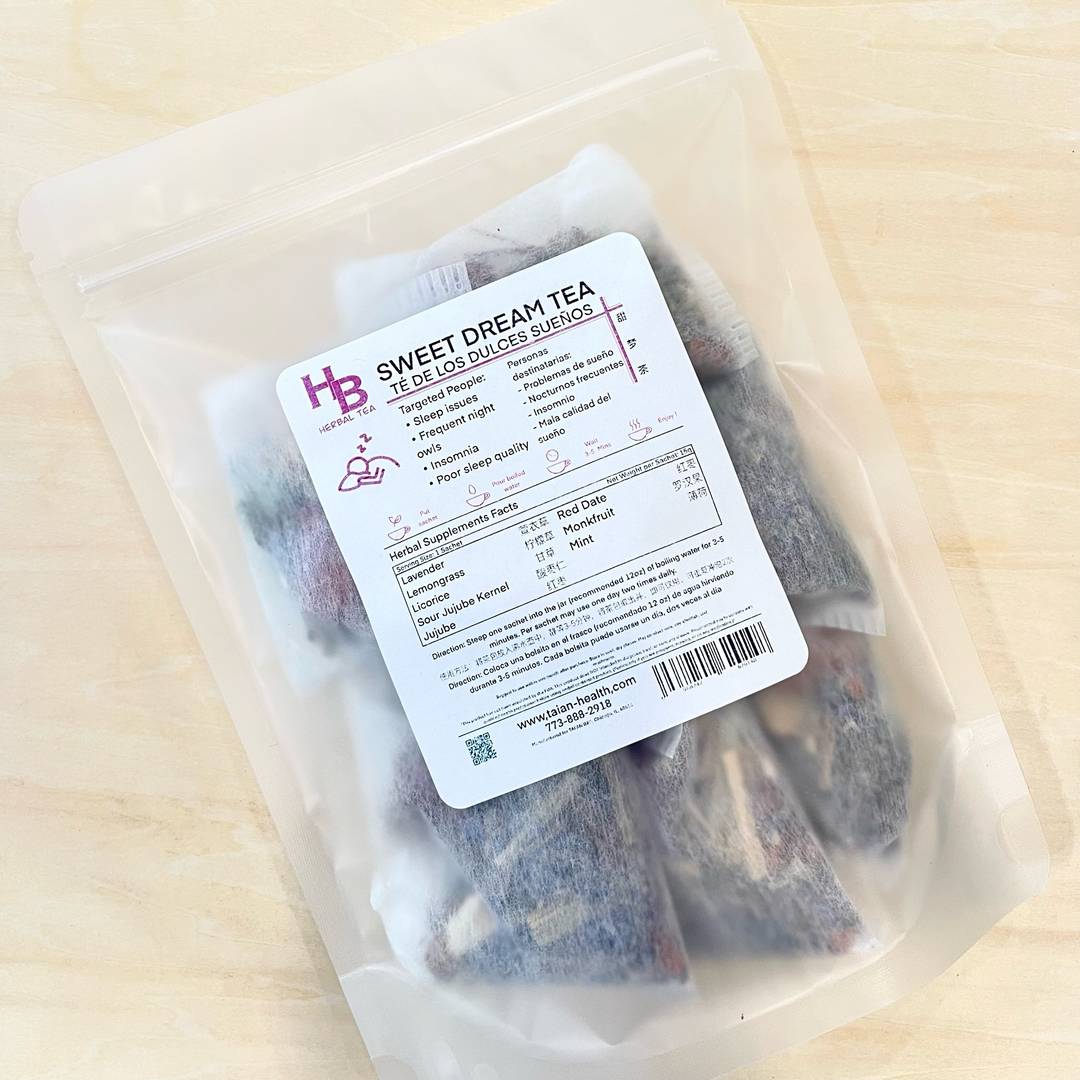 SWEET DREAM TEA
TÉ DE LOS DULCES SUEÑOS
甜
梦
茶
HB
HERBAL TEA
Targeted People:
• Sleep issues
• Frequent night
owls
• Insomnia
• Poor sleep quality
Personas
destinatarias:
- Problemas de sueño
- Nocturnos frecuentes
- Insomnio
- Mala calidad del
sueño
Put
sachet
Pour boiled
water
Wait
3-5 Mins
Enjoy!
Herbal Supplements Facts
Net Weight per Sachet: 15g
Serving Size: 1 Sachet
Lavender
Lemongrass 柠檬草
Licorice 甘草
Sour Jujube Kernel 酸枣仁
Jujube 红枣
Red Date 红枣
Monkfruit 罗汉果
Mint 薄荷
Direction: Steep one sachet into the jar (recommonded 12oz) of boiling water for 3-5
minutes. Per sachet may use one day two times daily.
Direction: Coloca una bolsita en el frasco (recomondado 12 oz) de agua hirviendo
durante 3-5 minutos. Cada bolsita puede usarse un día, dos veces al día
www.taian-health.com
773-888-2918